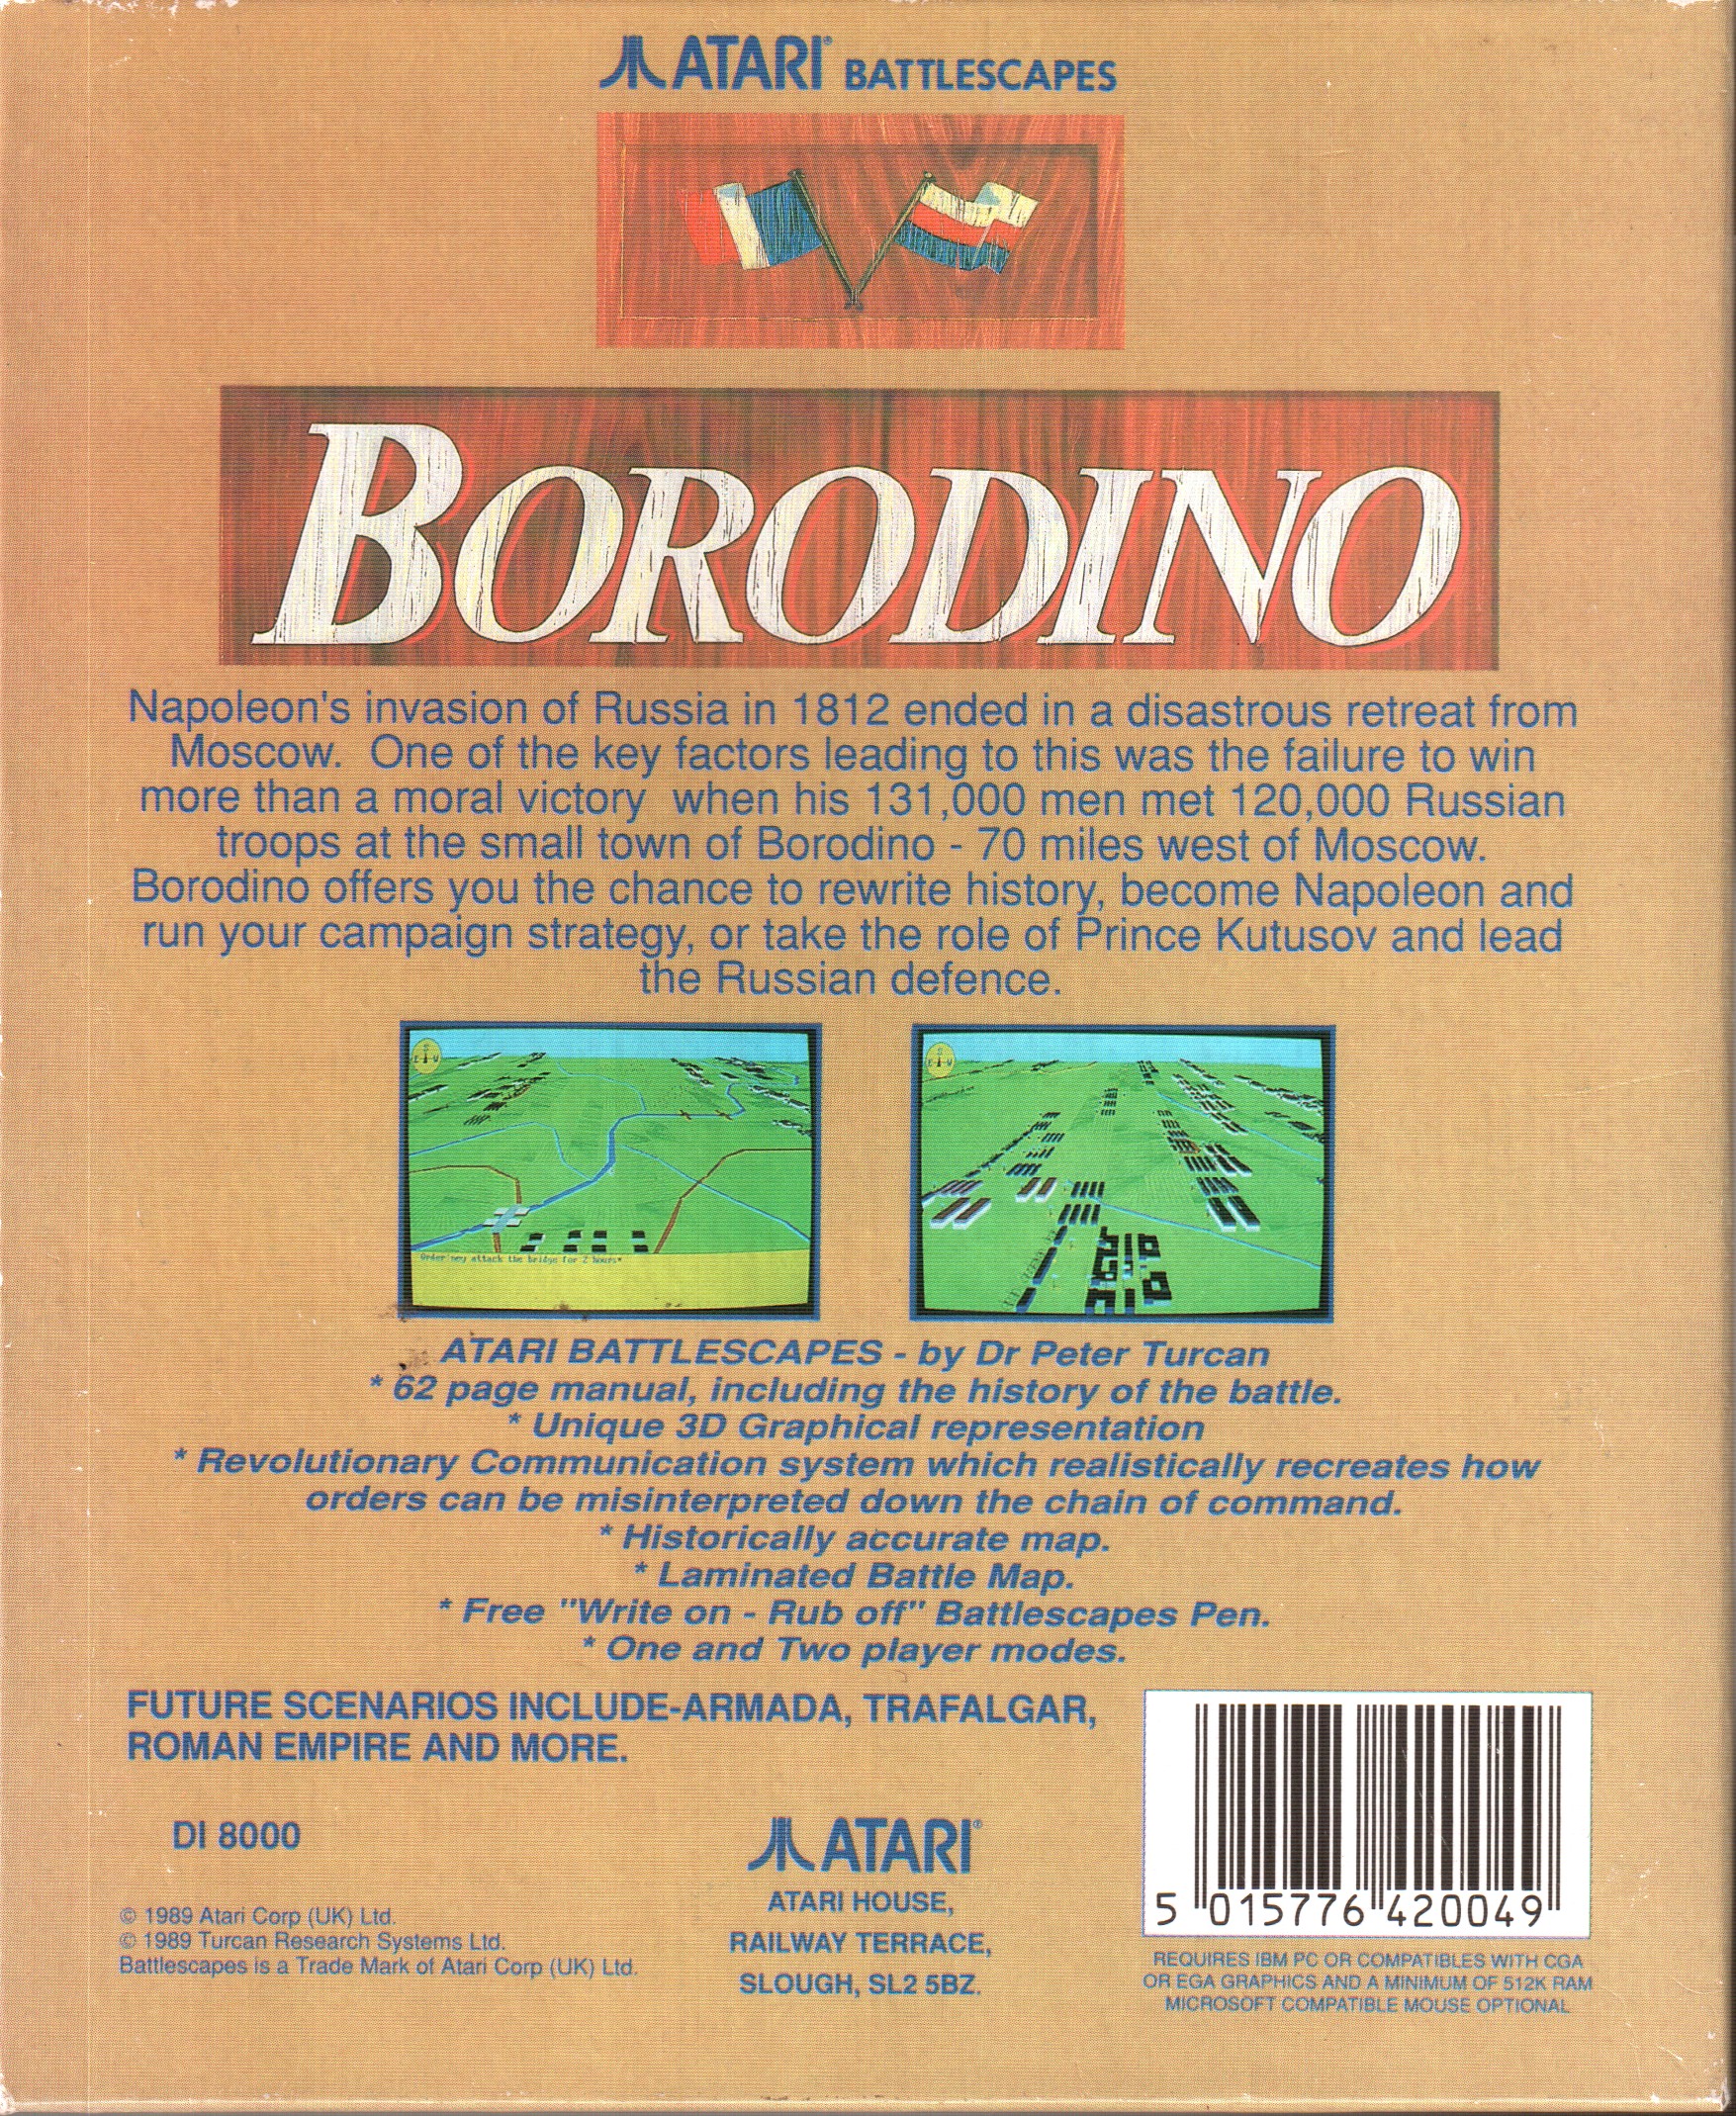 ATARI® BATTLESCAPES
BORODINO
Napoleon's invasion of Russia in 1812 ended in a disastrous retreat from
Moscow.  One of the key factors leading to this was the failure to win
more than a moral victory  when his 131,000 men met 120,000 Russian
troops at the small town of Borodino - 70 miles west of Moscow.
Borodino offers you the chance to rewrite history, become Napoleon and
run your campaign strategy, or take the role of Prince Kutusov and lead
the Russian defence.
Order ney attack the bridge for 2 hours*
ATARI BATTLESCAPES - by Dr Peter Turcan
* 62 page manual, including the history of the battle.
* Unique 3D Graphical representation
* Revolutionary Communication system which realistically recreates how
orders can be misinterpreted down the chain of command.
* Historically accurate map.
* Laminated Battle Map.
* Free "Write on - Rub off" Battlescapes Pen.
* One and Two player modes.
FUTURE SCENARIOS INCLUDE-ARMADA, TRAFALGAR,
ROMAN EMPIRE AND MORE.
DI 8000
© 1989 Atari Corp (UK) Ltd.
© 1989 Turcan Research Systems Ltd.
Battlescapes is a Trade Mark of Atari Corp (UK) Ltd.
ATARI®
ATARI HOUSE,
RAILWAY TERRACE,
SLOUGH, SL2 5BZ.
5 015776 420049
REQUIRES IBM PC OR COMPATIBLES WITH CGA
OR EGA GRAPHICS AND A MINIMUM OF 512K RAM
MICROSOFT COMPATIBLE MOUSE OPTIONAL